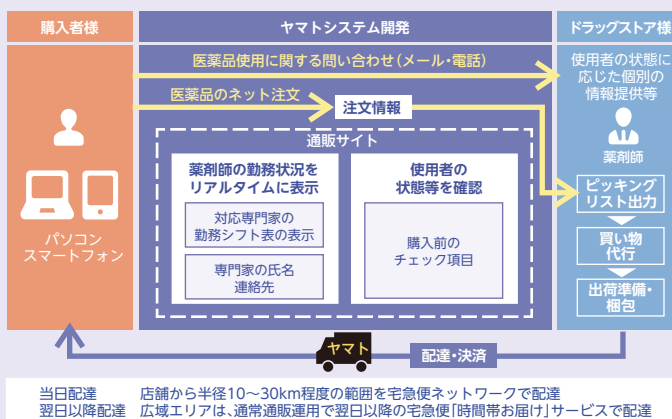 購入者様
ヤマトシステム開発
ドラッグストア様
医薬品使用に関する問い合わせ（メール・電話）
使用者の状態に
応じた個別の
情報提供等
医薬品のネット注文
注文情報
薬剤師
通販サイト
薬剤師の勤務状況を
リアルタイムに表示
対応専門家の
勤務シフト表の表示
専門家の氏名
連絡先
使用者の
状態等を確認
購入前の
チェック項目
パソコン
スマートフォン
ピッキング
リスト出力
買い物
代行
出荷準備・
梱包
ヤマト
配達・決済
当日配達 店舗から半径10～30km程度の範囲を宅急便ネットワークで配達
翌日以降配達 広域エリアは、通常通販運用で翌日以降の宅急便「時間帯お届け」サービスで配達